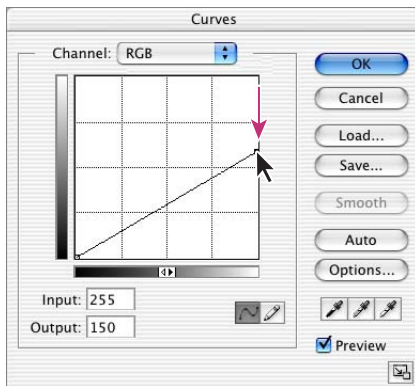 Curves
Channel: RGB
OK
Cancel
Load...
Save...
Smooth
Auto
Options...
Input: 255
Output: 150
Preview